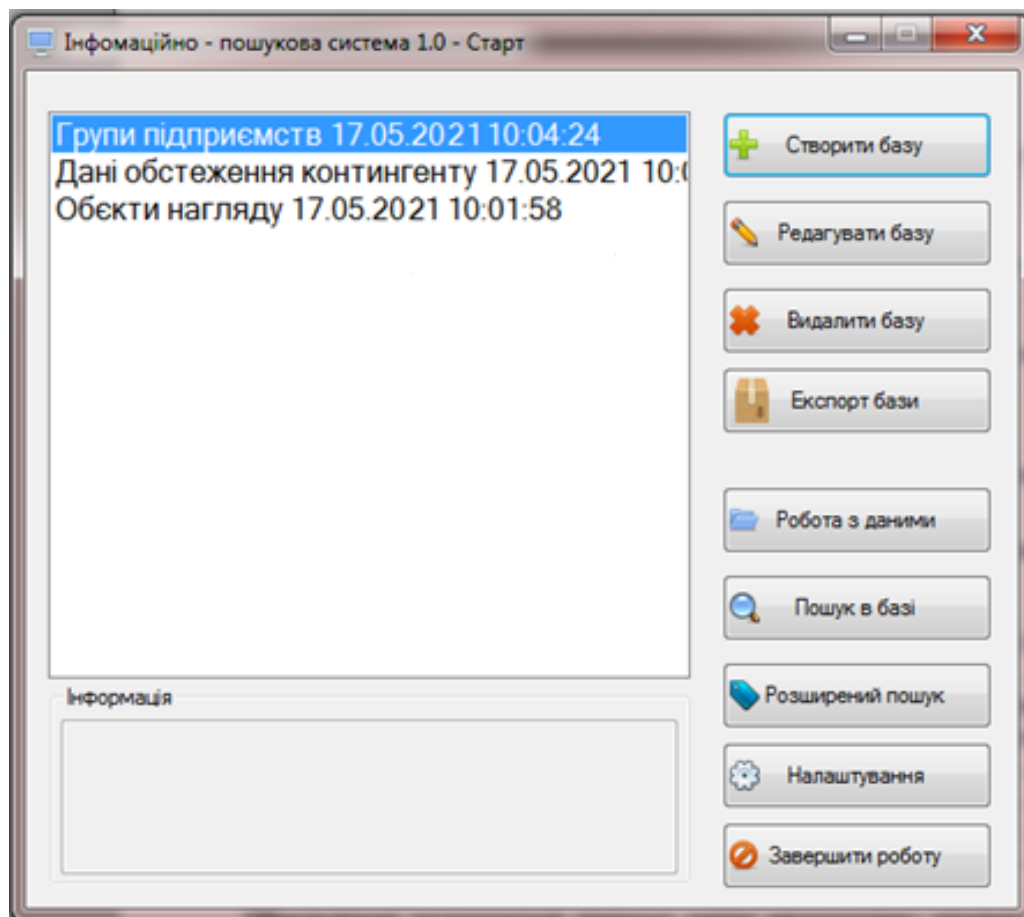 Інфомаційно - пошукова система 1.0 - Старт
Групи підприємств 17.05.2021 10:04:24
Дані обстеження контингенту 17.05.2021 10:
Обєкти нагляду 17.05.2021 10:01:58
Створити базу
Редагувати базу
Видалити базу
Експорт бази
Робота з даними
Пошук в базі
Розширений пошук
Налаштування
Завершити роботу
Інформація